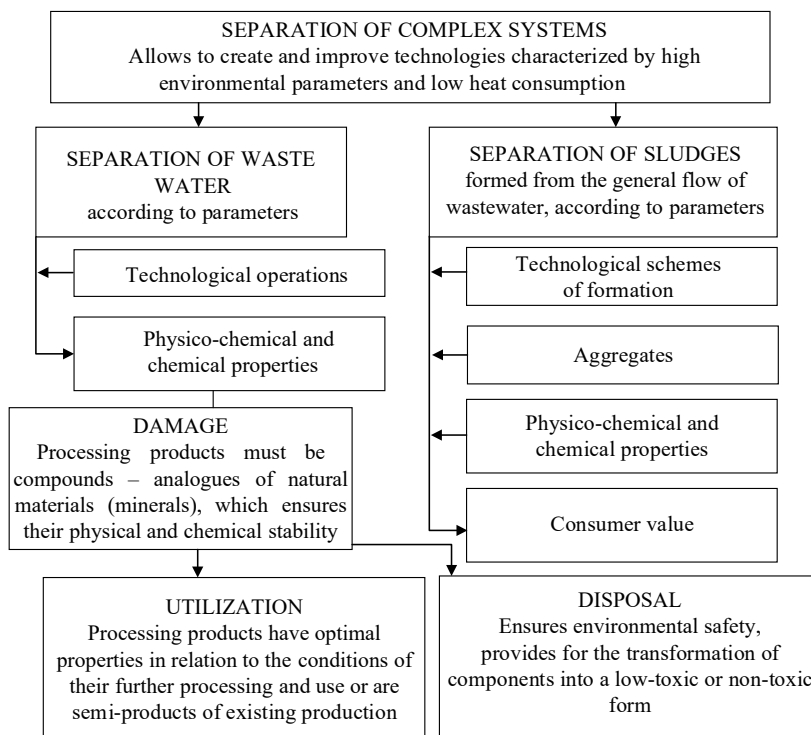 SEPARATION OF COMPLEX SYSTEMS
Allows to create and improve technologies characterized by high
environmental parameters and low heat consumption
SEPARATION OF WASTE
WATER
according to parameters
Technological operations
Physico-chemical and
chemical properties
SEPARATION OF SLUDGES
formed from the general flow of
wastewater, according to parameters
Technological schemes
of formation
Aggregates
Physico-chemical and
chemical properties
Consumer value
DAMAGE
Processing products must be
compounds – analogues of natural
materials (minerals), which ensures
their physical and chemical stability
UTILIZATION
Processing products have optimal
properties in relation to the conditions of
their further processing and use or are
semi-products of existing production
DISPOSAL
Ensures environmental safety,
provides for the transformation of
components into a low-toxic or non-toxic
form